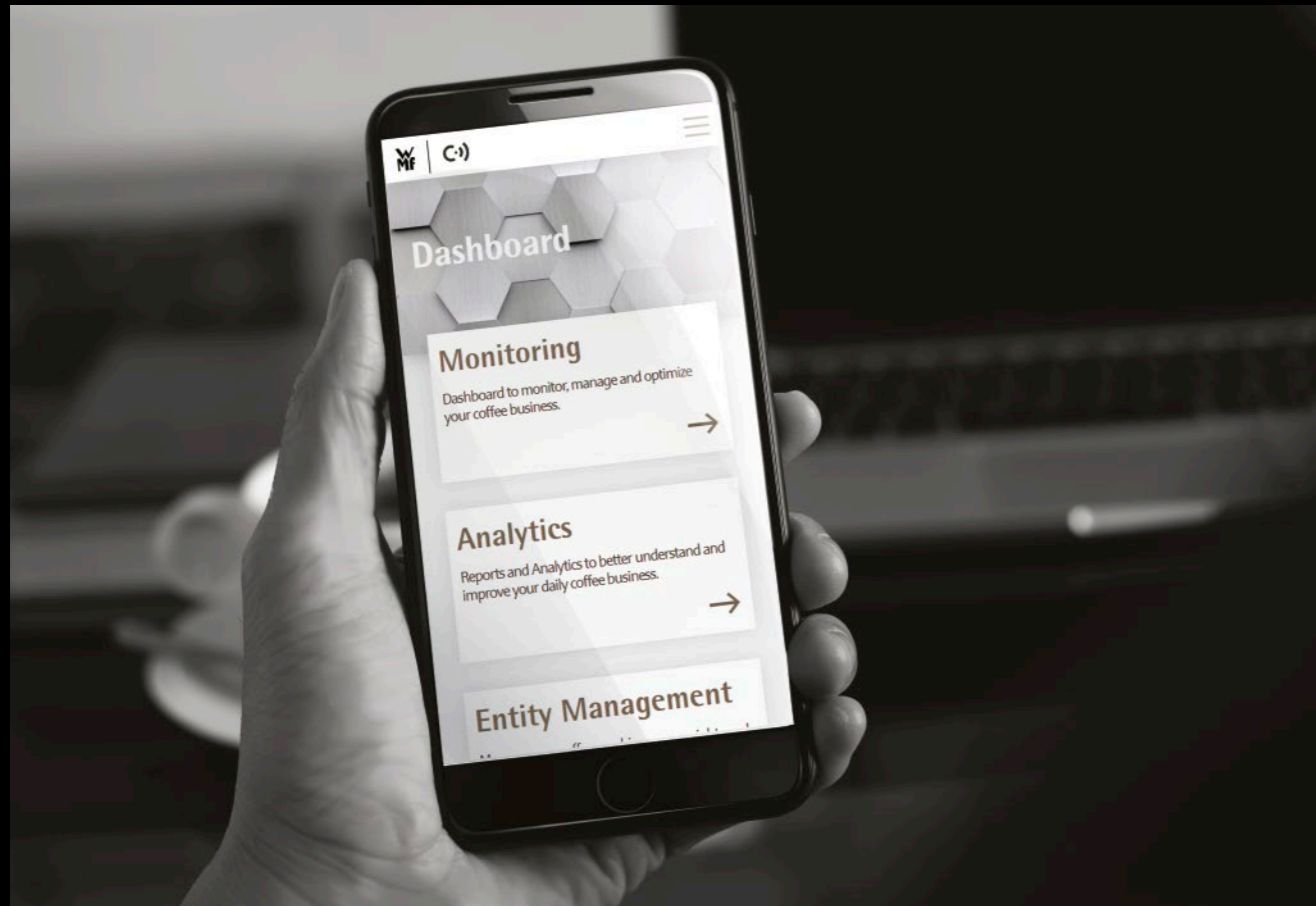 WMF
Dashboard
Monitoring
Dashboard to monitor, manage and optimize
your coffee business.
Analytics
Reports and Analytics to better understand and
improve your daily coffee business.
Entity Management